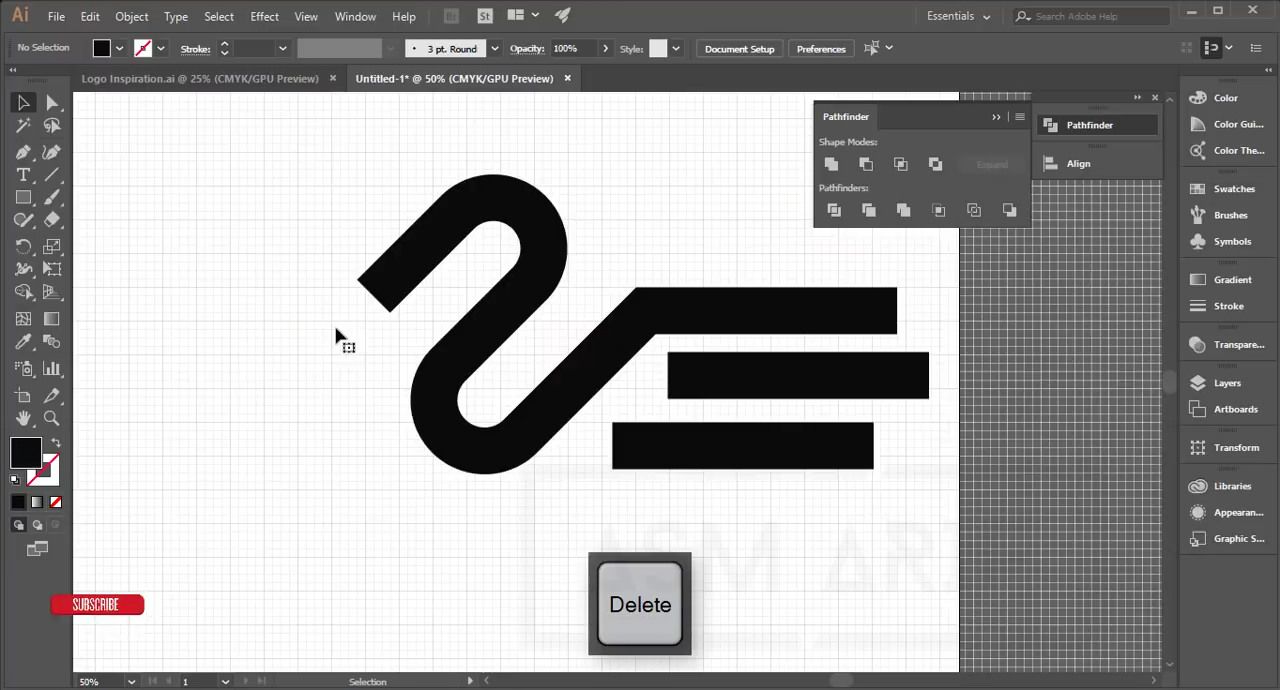 Ai File Edit Object Type Select Effect View Window Help Br St Essentials Search Adobe Help
No Selection Stroke: 3 pt. Round Opacity: 100% Style: Document Setup Preferences
Logo Inspiration.ai @ 25% (CMYK/GPU Preview) × Untitled-1* @ 50% (CMYK/GPU Preview) ×
Pathfinder
Shape Modes:
Expand
Pathfinders:
Pathfinder
Align
Color
Color Gui...
Color The...
Swatches
Brushes
Symbols
Gradient
Stroke
Transpare...
Layers
Artboards
Transform
Libraries
Appearan...
Graphic S...
ASM AR
Delete
SUBSCRIBE
50% 1 Selection